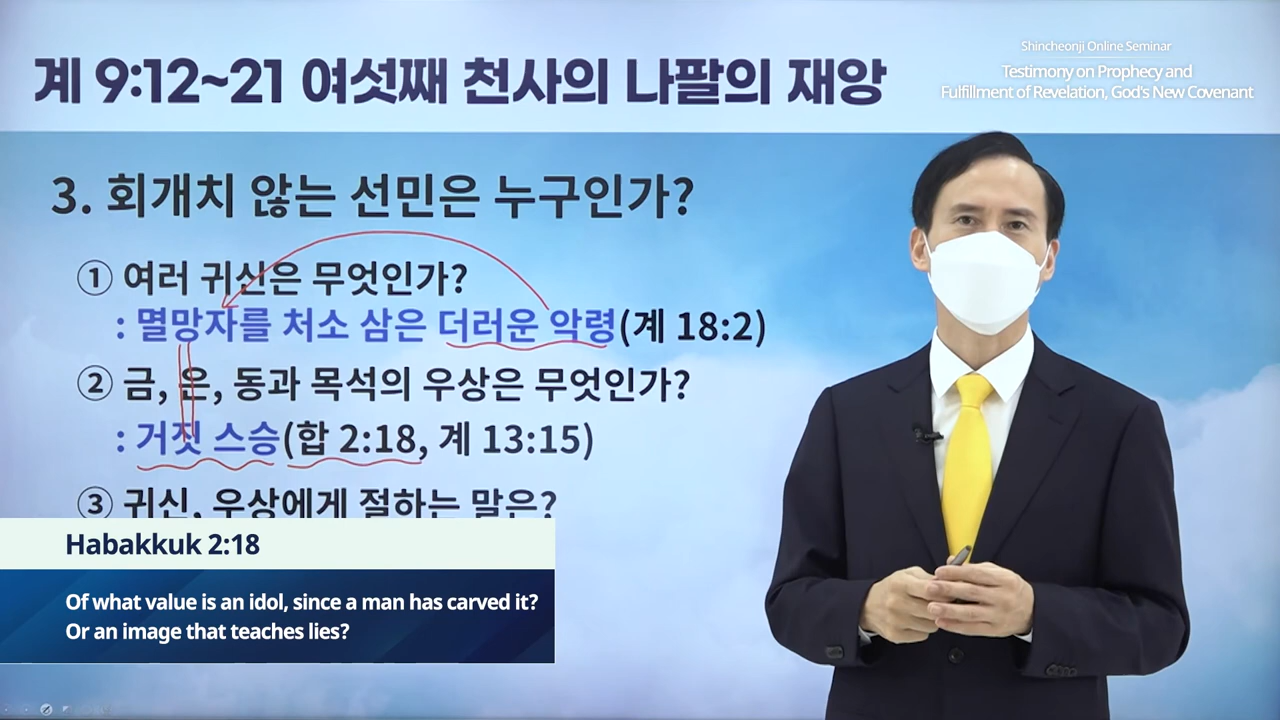 계 9:12~21 여섯째 천사의 나팔의 재앙
Shincheonji Online Seminar
Testimony on Prophecy and
Fulfillment of Revelation, God's New Covenant
3. 회개치 않는 선민은 누구인가?
① 여러 귀신은 무엇인가?
: 멸망자를 처소 삼은 더러운 악령(계 18:2)
② 금, 은, 동과 목석의 우상은 무엇인가?
: 거짓 스승(합 2:18, 계 13:15)
③ 귀신, 우상에게 절하는 말은?
Habakkuk 2:18
Of what value is an idol, since a man has carved it?
Or an image that teaches lies?